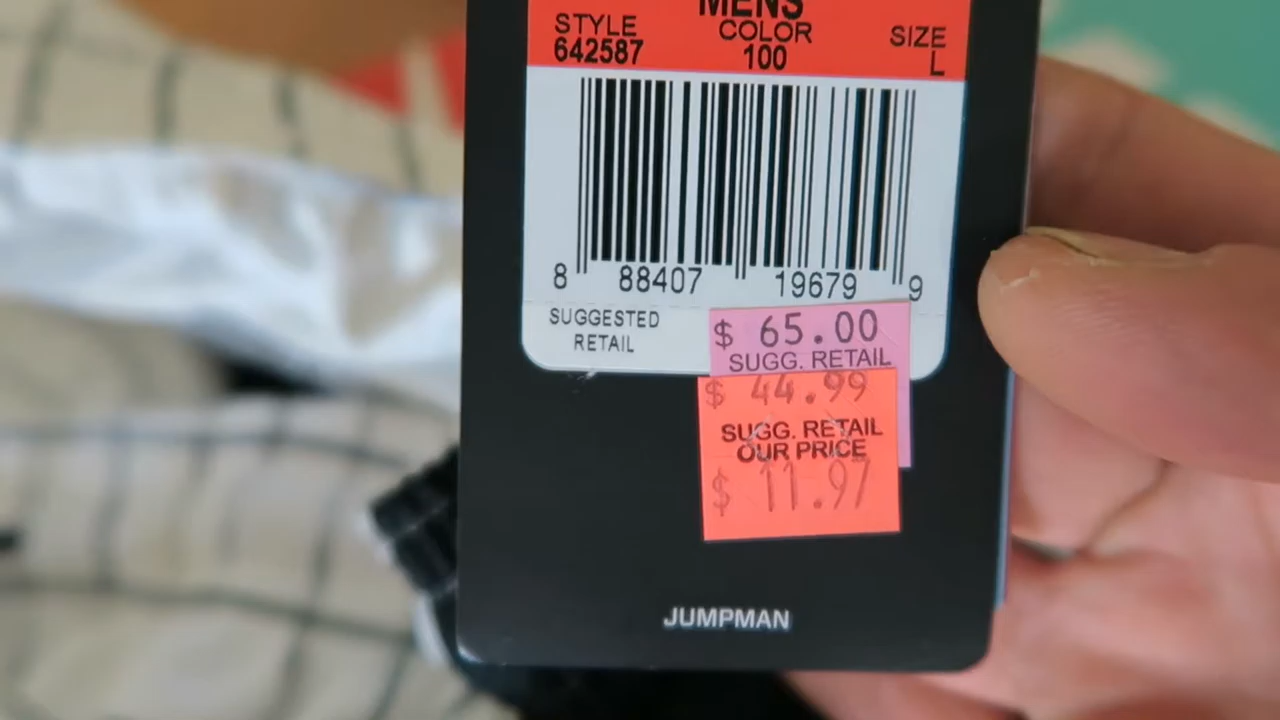 MENS
STYLE COLOR SIZE
642587 100 L
8 88407 19679 9
SUGGESTED
RETAIL
$ 65.00
SUGG. RETAIL
$ 44.99
SUGG. RETAIL
OUR PRICE
$ 11.97
JUMPMAN